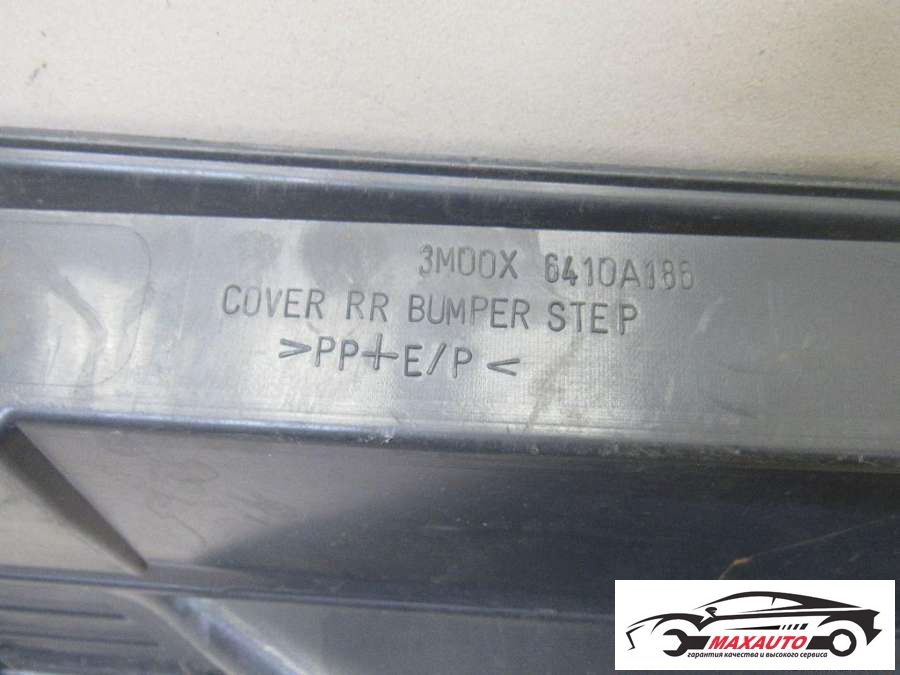 3M00X 6410A186
COVER RR BUMPER STEP
>PP+E/P<
MAXAUTO
гарантия качества и высокого сервиса